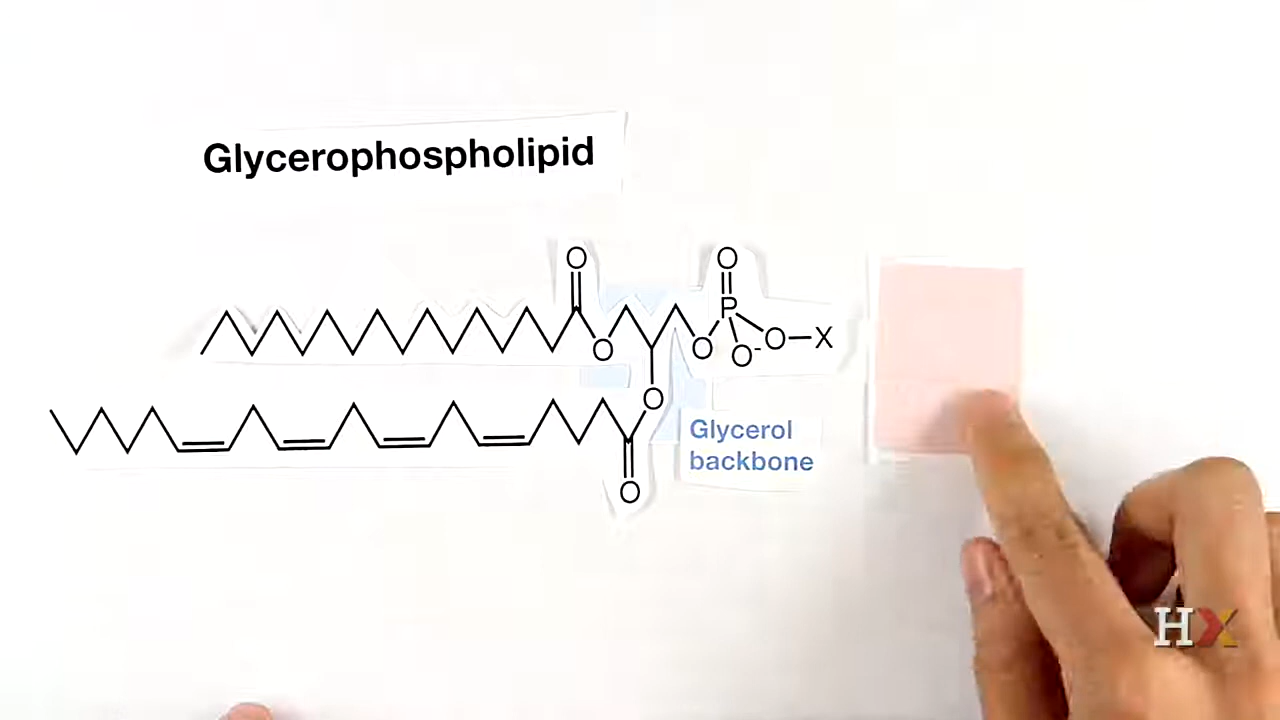 Glycerophospholipid
O
O
P
O
O
O-
O—X
O
Glycerol
backbone
O
HX